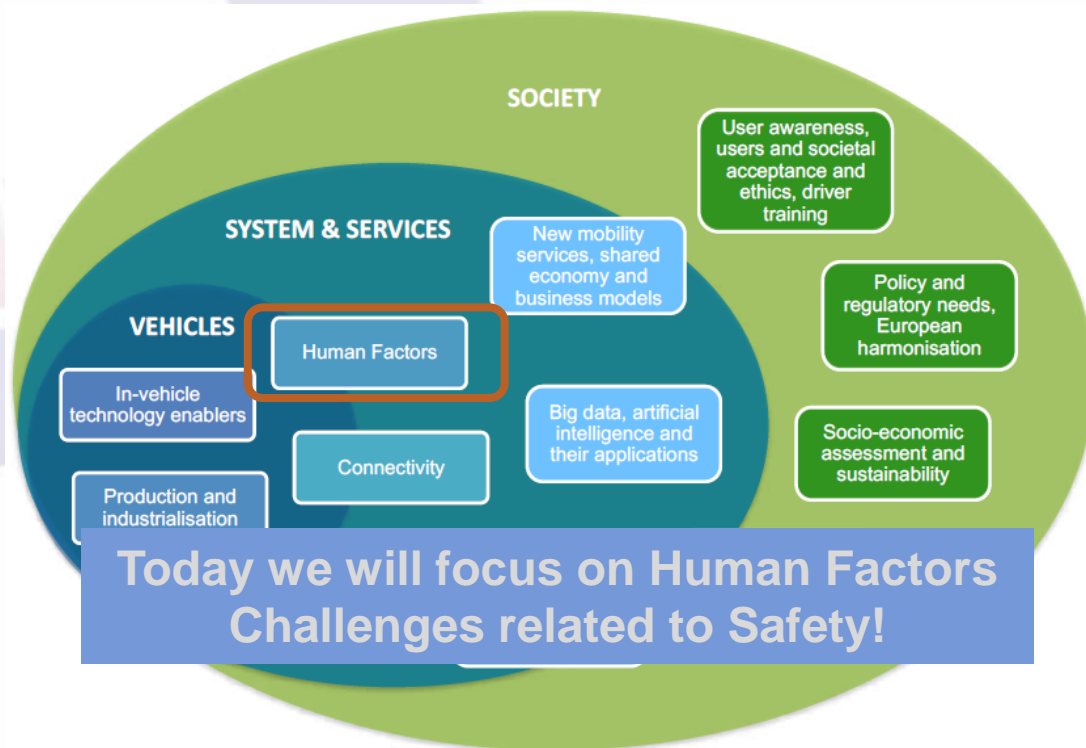 SOCIETY
User awareness,
users and societal
acceptance and
ethics, driver
training
SYSTEM & SERVICES
New mobility
services, shared
economy and
business models
Policy and
regulatory needs,
European
harmonisation
VEHICLES
Human Factors
In-vehicle
technology enablers
Big data, artificial
intelligence and
their applications
Socio-economic
assessment and
sustainability
Connectivity
Production and
industrialisation
Today we will focus on Human Factors
Challenges related to Safety!